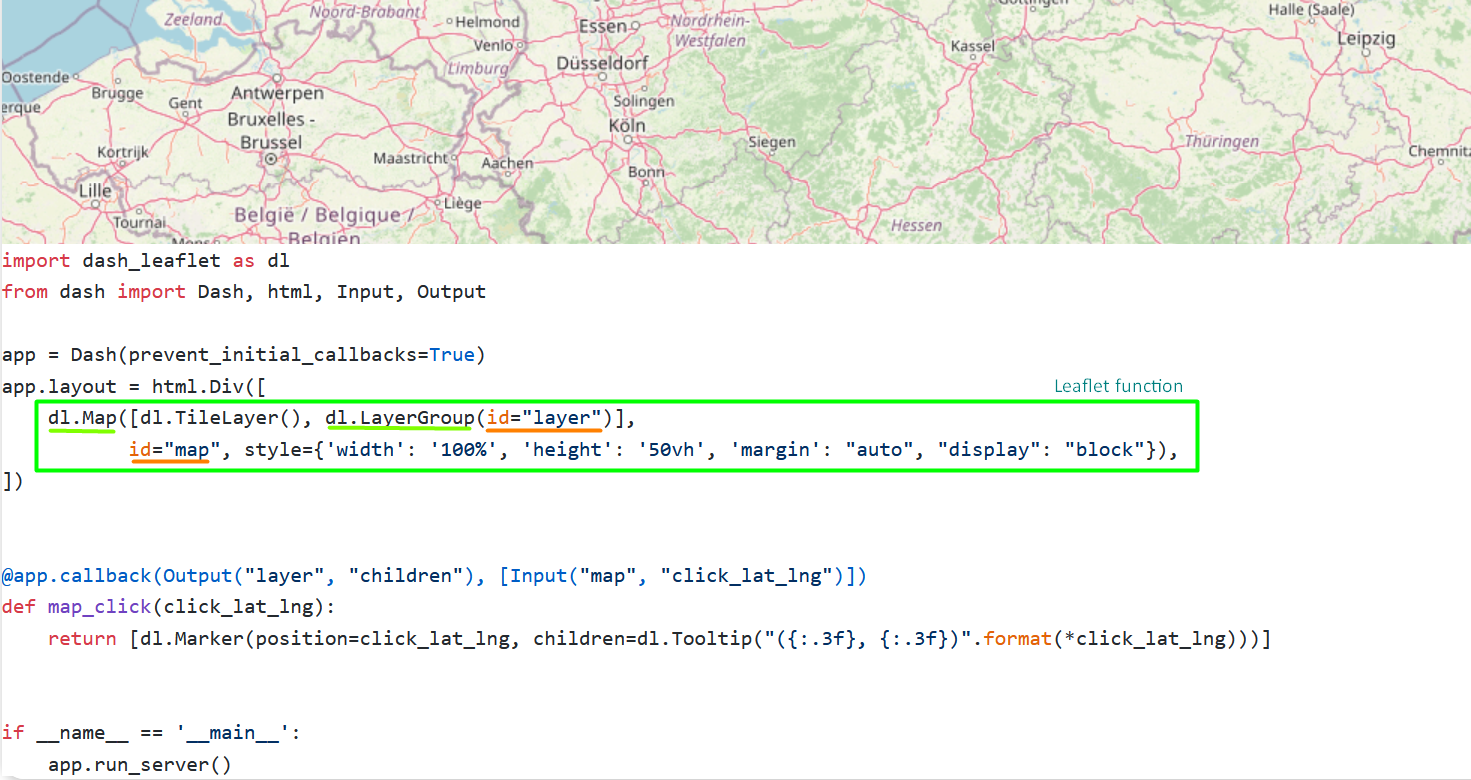 Zeeland
Noord-Brabant
Helmond
Essen
Nordrhein-
Westfalen
Halle (Saale)
Leipzig
Kassel
Venlo
Oostende
Limburg
Düsseldorf
Brugge
Antwerpen
Gent
Solingen
erque
Bruxelles -
Brussel
Köln
Siegen
Thüringen
Kortrijk
Maastricht
Aachen
Chemnitz
Bonn
Lille
Liège
Tournai
België / Belgique /
Belgien
Hessen
import dash_leaflet as dl
from dash import Dash, html, Input, Output
app = Dash(prevent_initial_callbacks=True)
app.layout = html.Div([
Leaflet function
dl.Map([dl.TileLayer(), dl.LayerGroup(id="layer")],
id="map", style={'width': '100%', 'height': '50vh', 'margin': "auto", "display": "block"}),
])
@app.callback(Output("layer", "children"), [Input("map", "click_lat_lng")])
def map_click(click_lat_lng):
return [dl.Marker(position=click_lat_lng, children=dl.Tooltip("({:.3f}, {:.3f})".format(*click_lat_lng)))]
if __name__ == '__main__':
app.run_server()